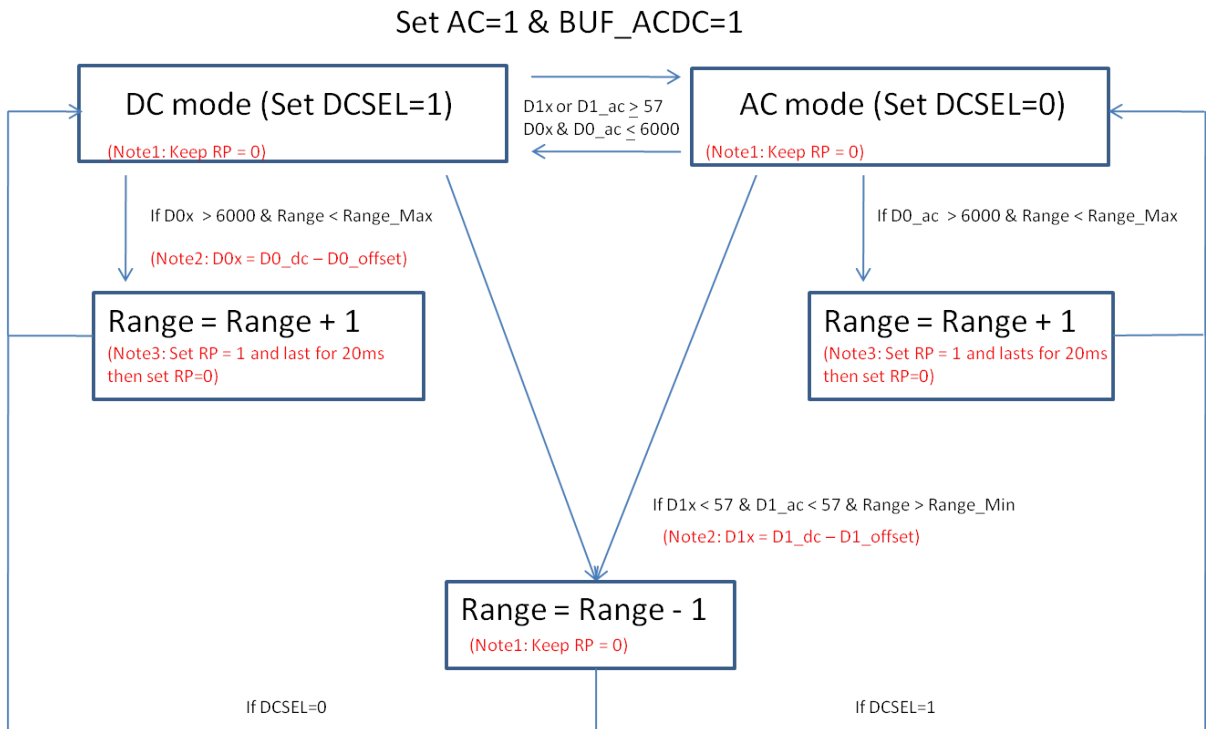 Set AC=1 & BUF_ACDC=1
DC mode (Set DCSEL=1)
(Note1: Keep RP = 0)
D1x or D1_ac ≥ 57
D0x & D0_ac ≤ 6000
AC mode (Set DCSEL=0)
(Note1: Keep RP = 0)
If D0x > 6000 & Range < Range_Max
(Note2: D0x = D0_dc – D0_offset)
If D0_ac > 6000 & Range < Range_Max
Range = Range + 1
(Note3: Set RP = 1 and last for 20ms
then set RP=0)
Range = Range + 1
(Note3: Set RP = 1 and lasts for 20ms
then set RP=0)
If D1x < 57 & D1_ac < 57 & Range > Range_Min
(Note2: D1x = D1_dc – D1_offset)
Range = Range - 1
(Note1: Keep RP = 0)
If DCSEL=0
If DCSEL=1